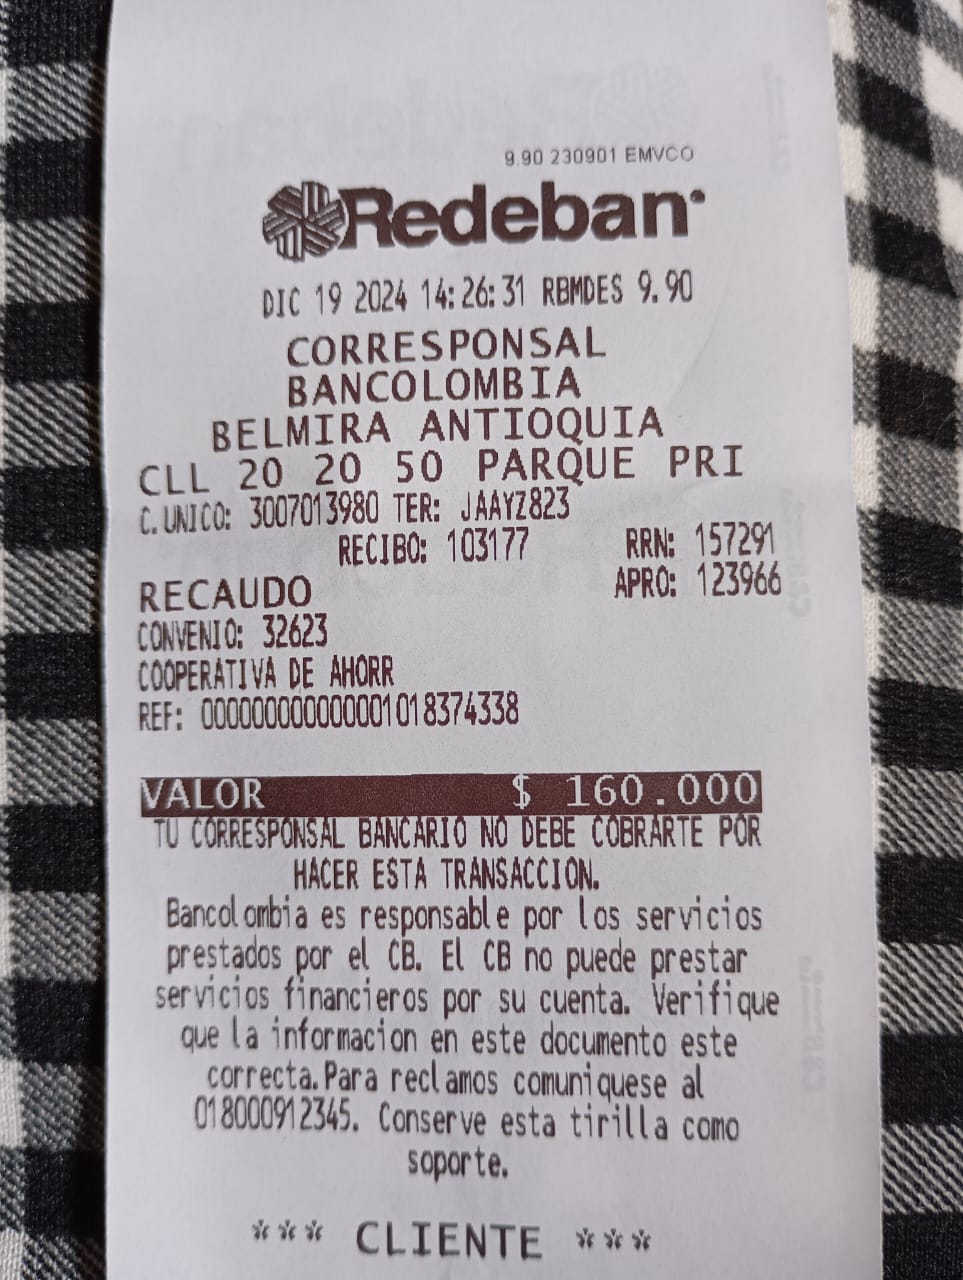 9.90 230901 EMVCO
Redeban
DIC 19 2024 14:26:31 RBMDES 9.90
CORRESPONSAL
BANCOLOMBIA
BELMIRA ANTIOQUIA
CLL 20 20 50 PARQUE PRI
C.UNICO: 3007013980 TER: JAAYZ823
RECIBO: 103177 RRN: 157291
RECAUDO APRO: 123966
CONVENIO: 32623
COOPERATIVA DE AHORR
REF: 00000000000001018374338
VALOR $ 160.000
TU CORRESPONSAL BANCARIO NO DEBE COBRARTE POR
HACER ESTA TRANSACCION.
Bancolombia es responsable por los servicios
prestados por el CB. El CB no puede prestar
servicios financieros por su cuenta. Verifique
que la informacion en este documento este
correcta.Para reclamos comuniquese al
018000912345. Conserve esta tirilla como
soporte.
*** CLIENTE ***